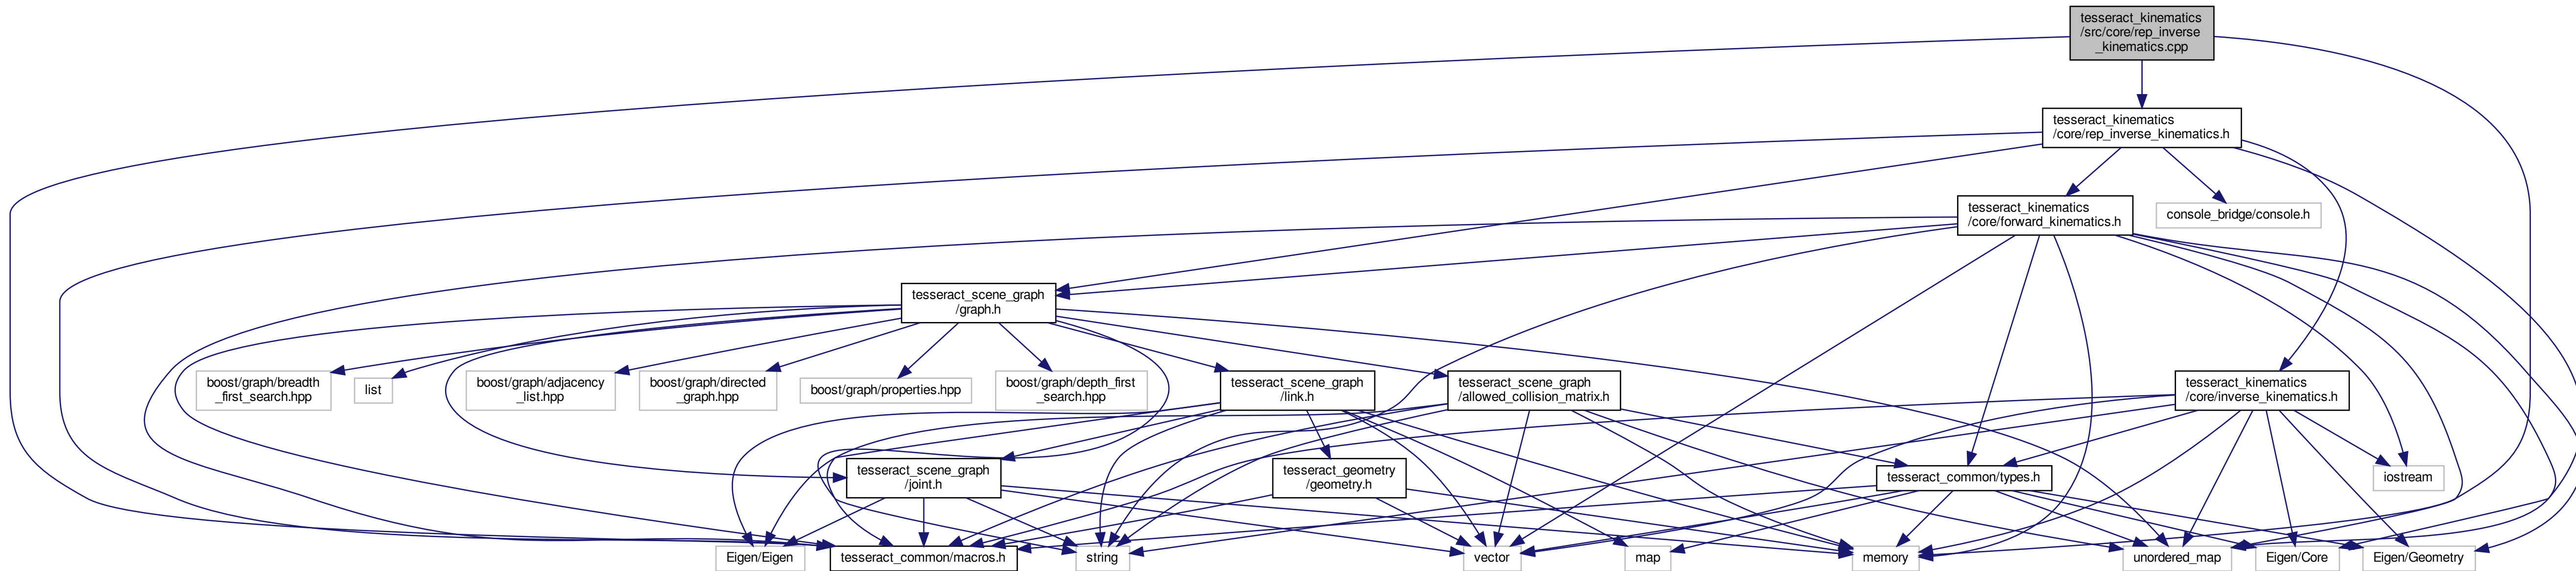 tesseract_kinematics
/src/core/rep_inverse
_kinematics.cpp
tesseract_kinematics
/core/rep_inverse_kinematics.h
tesseract_kinematics
/core/forward_kinematics.h
console_bridge/console.h
tesseract_scene_graph
/graph.h
boost/graph/breadth
_first_search.hpp
list
boost/graph/adjacency
_list.hpp
boost/graph/directed
_graph.hpp
boost/graph/properties.hpp
boost/graph/depth_first
_search.hpp
tesseract_scene_graph
/link.h
tesseract_scene_graph
/allowed_collision_matrix.h
tesseract_kinematics
/core/inverse_kinematics.h
tesseract_scene_graph
/joint.h
tesseract_geometry
/geometry.h
tesseract_common/types.h
iostream
Eigen/Eigen
tesseract_common/macros.h
string
vector
map
memory
unordered_map
Eigen/Core
Eigen/Geometry